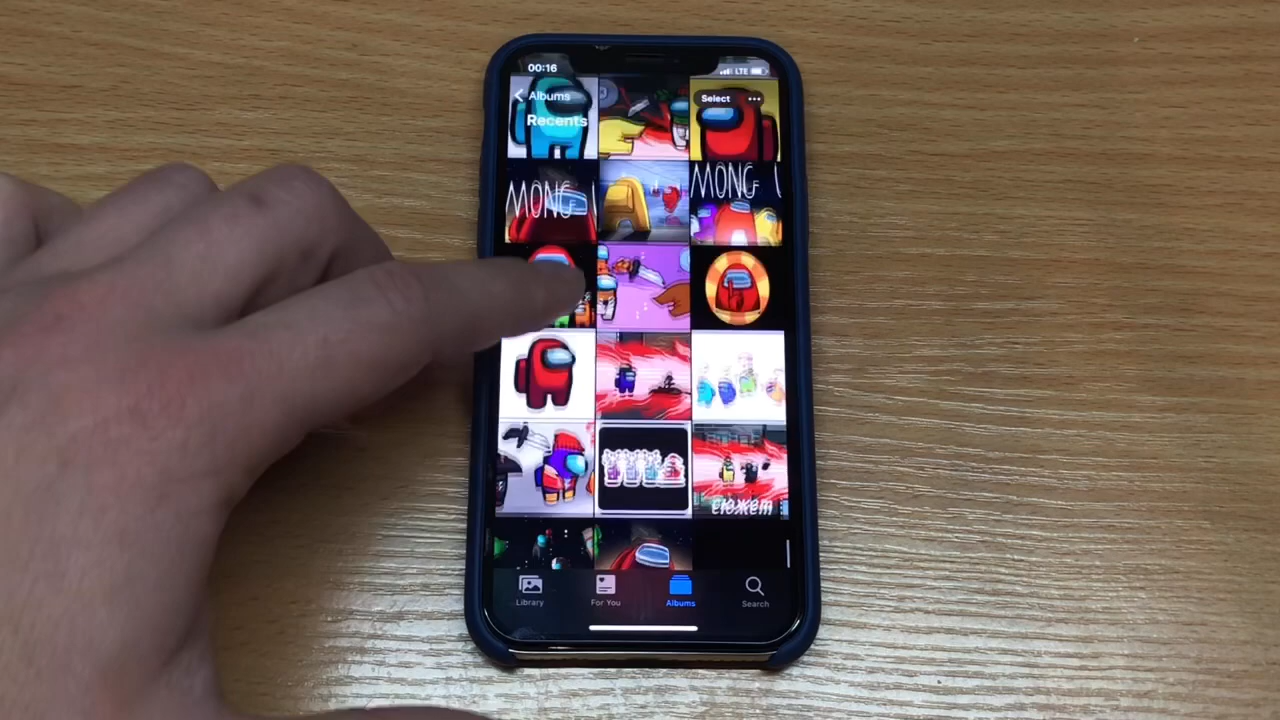 00:16
LTE
Albums
Select
Recents
MONG
MONG
сюжет
Library
For You
Albums
Search